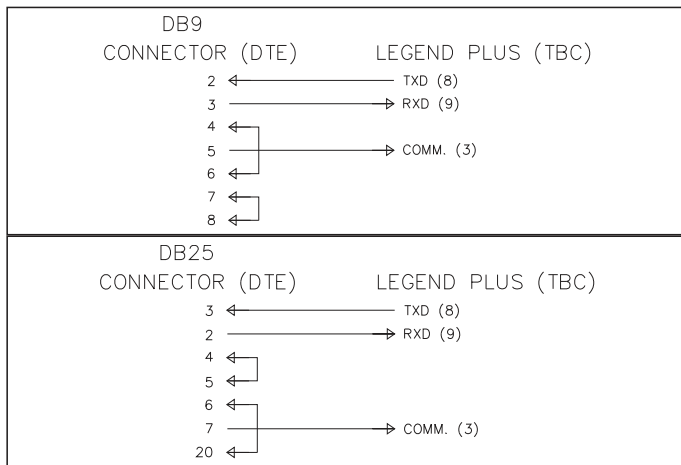 DB9
CONNECTOR (DTE) LEGEND PLUS (TBC)
2 TXD (8)
3 RXD (9)
4
5 COMM. (3)
6
7
8
DB25
CONNECTOR (DTE) LEGEND PLUS (TBC)
3 TXD (8)
2 RXD (9)
4
5
6
7 COMM. (3)
20